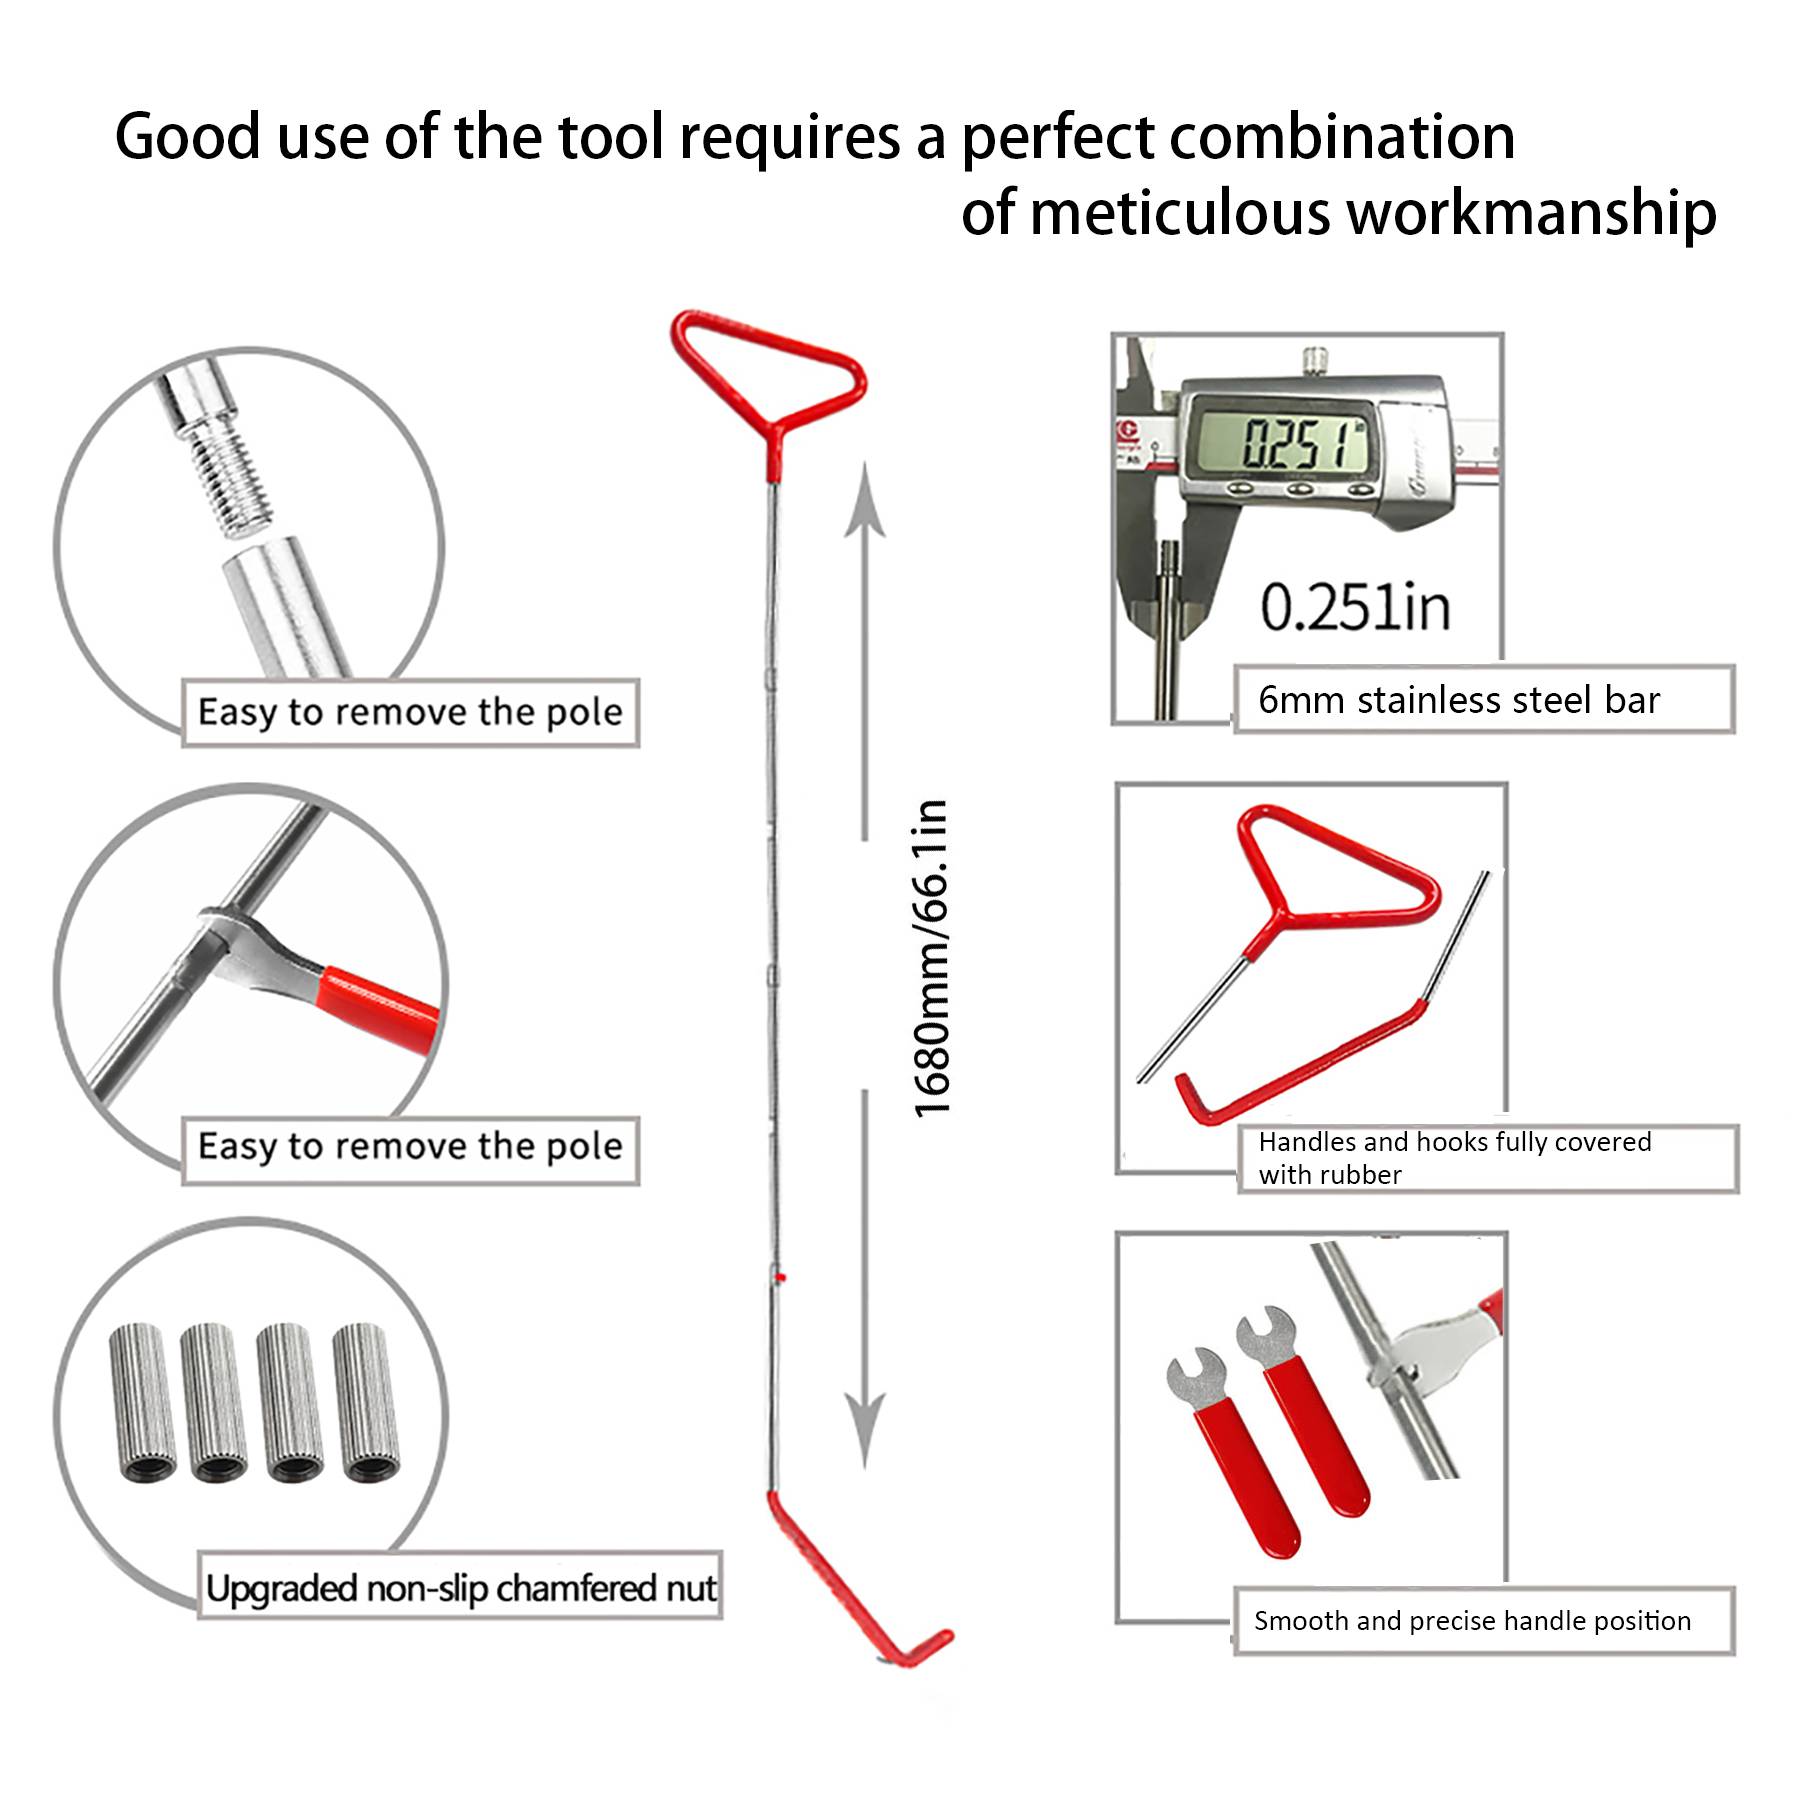 Good use of the tool requires a perfect combination
of meticulous workmanship
Easy to remove the pole
Easy to remove the pole
Upgraded non-slip chamfered nut
1680mm/66.1in
0.251
in
0.251in
6mm stainless steel bar
Handles and hooks fully covered
with rubber
Smooth and precise handle position